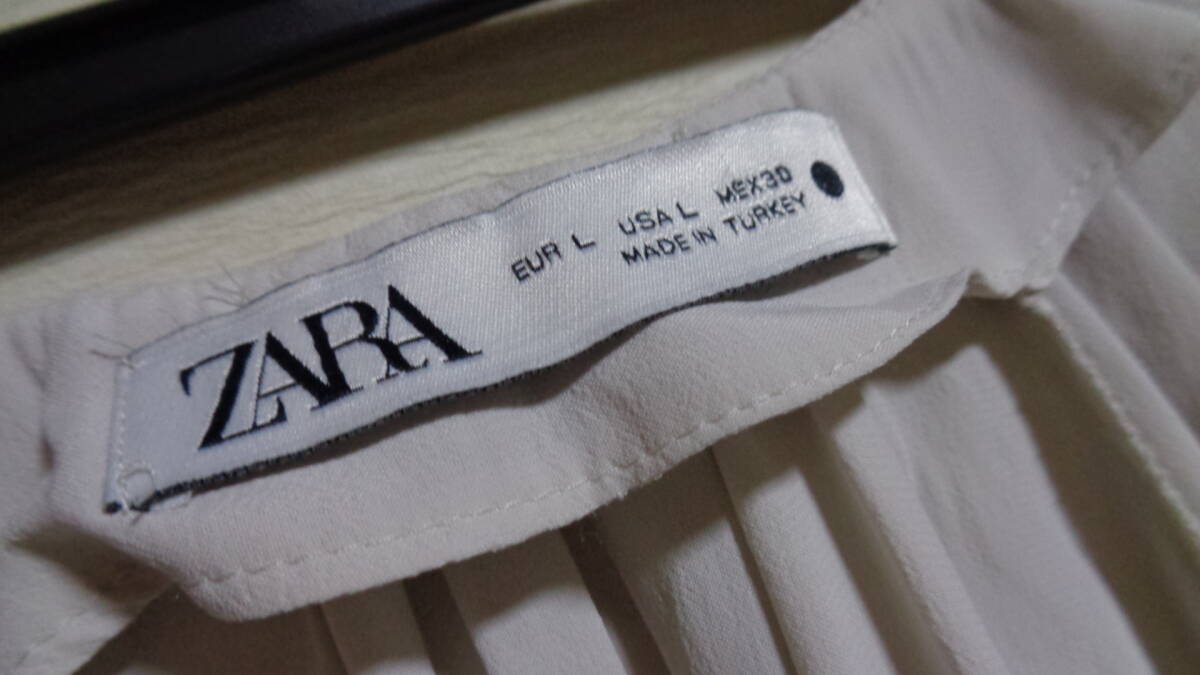 ZARA
EUR L USA L MEX30
MADE IN TURKEY